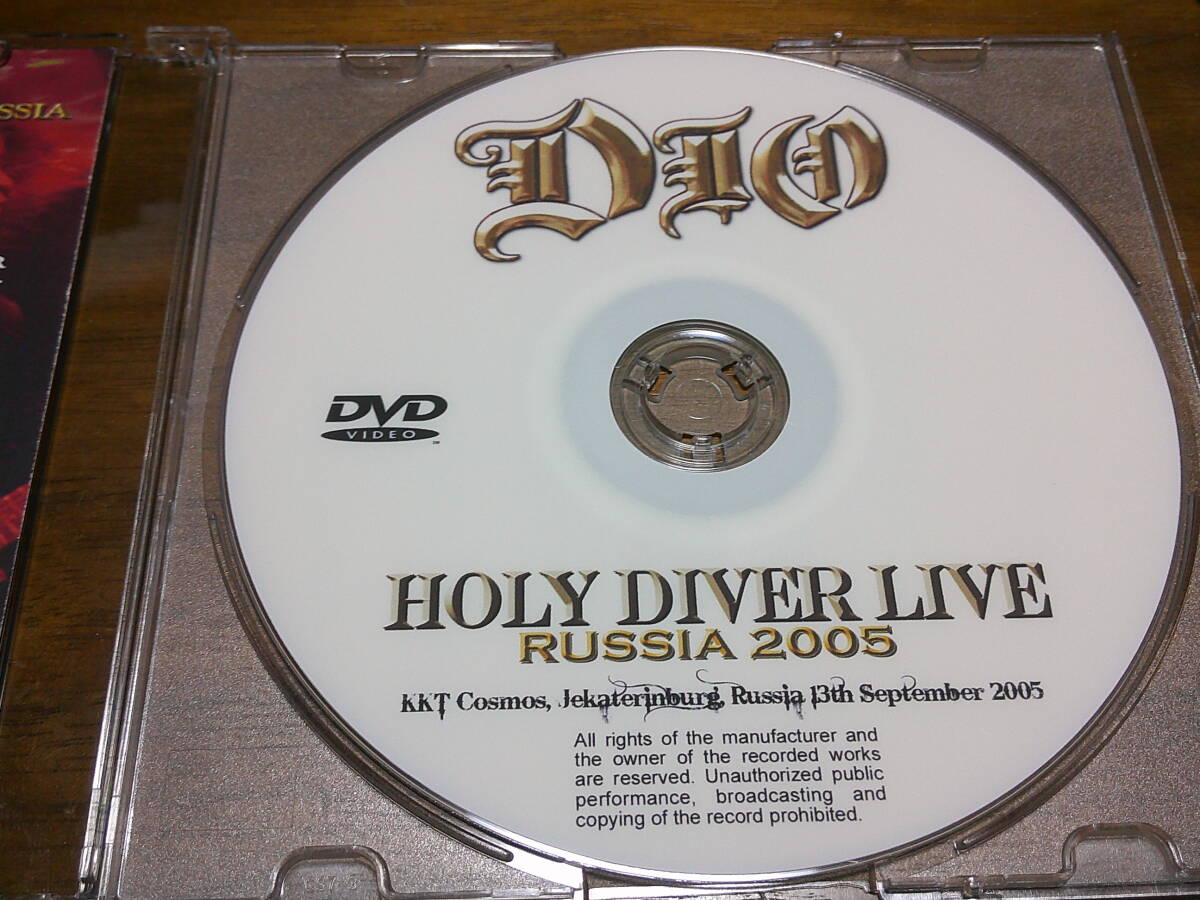 SSIA
DIO
DVD
VIDEO
HOLY DIVER LIVE
RUSSIA 2005
KKT Cosmos, Jekaterinburg, Russia 13th September 2005
All rights of the manufacturer and
the owner of the recorded works
are reserved. Unauthorized public
performance, broadcasting and
copying of the record prohibited.